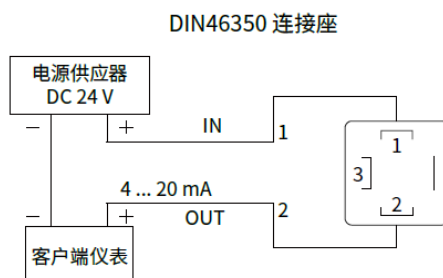 DIN46350 连接座
电源供应器
DC 24 V
− +
IN
1
1
3
4 ... 20 mA
2
2
− +
OUT
客户端仪表